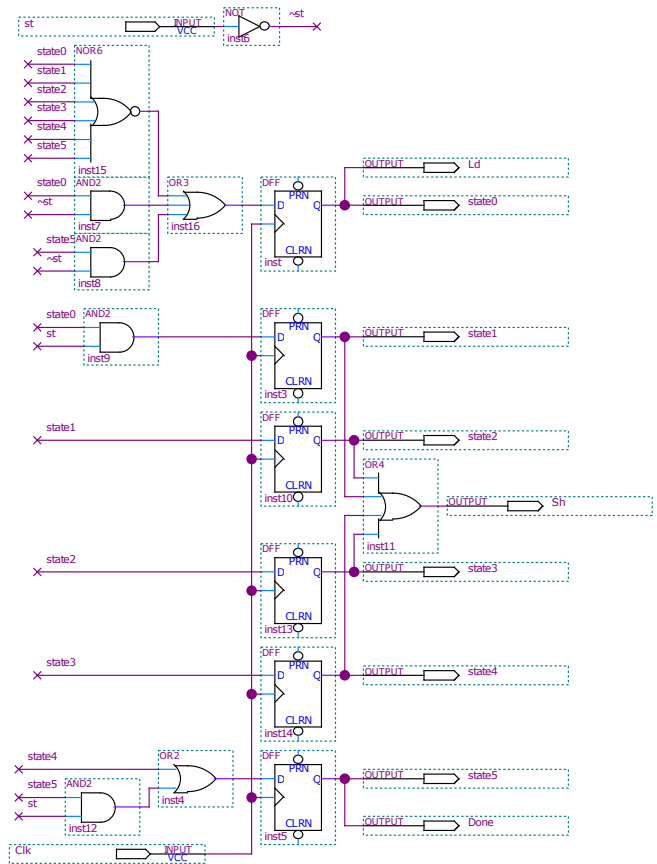 st
INPUT
VCC
NOT
inst6
~st
state0
state1
state2
state3
state4
state5
NOR6
inst15
state0
~st
AND2
inst7
OR3
inst16
DFF
PRN
D
Q
CLRN
inst
OUTPUT
Ld
OUTPUT
state0
state5
~st
AND2
inst8
state0
st
AND2
inst9
DFF
PRN
D
Q
CLRN
inst3
OUTPUT
state1
state1
DFF
PRN
D
Q
CLRN
inst10
OUTPUT
state2
OR4
inst11
OUTPUT
Sh
state2
DFF
PRN
D
Q
CLRN
inst13
OUTPUT
state3
state3
DFF
PRN
D
Q
CLRN
inst14
OUTPUT
state4
state4
state5
st
AND2
inst12
OR2
inst4
DFF
PRN
D
Q
CLRN
inst5
OUTPUT
state5
OUTPUT
Done
Clk
INPUT
VCC